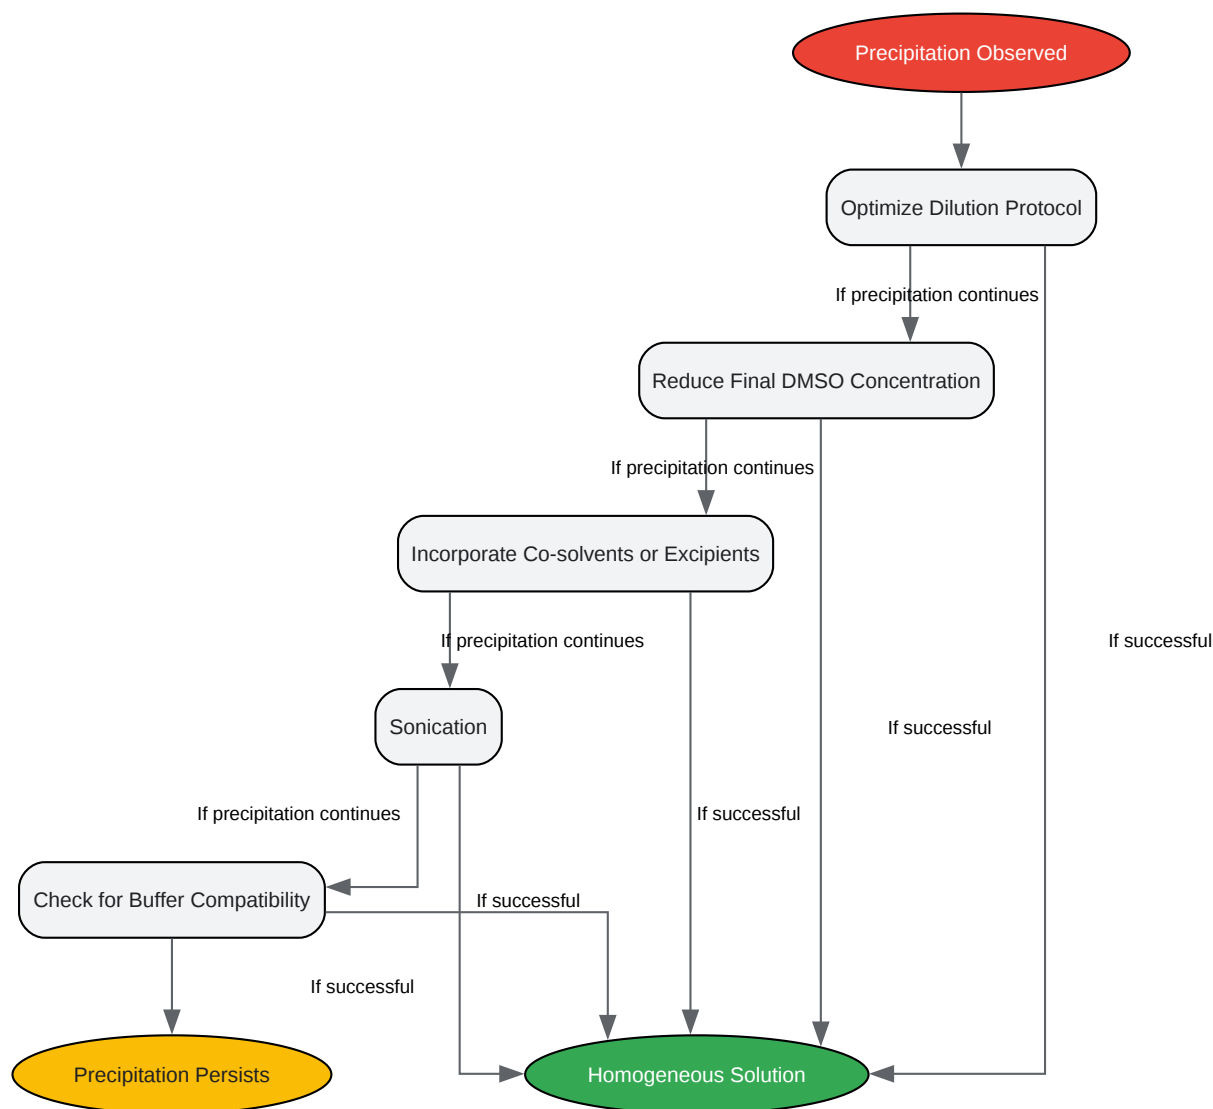 Precipitation Observed
Optimize Dilution Protocol
If precipitation continues
Reduce Final DMSO Concentration
If precipitation continues
Incorporate Co-solvents or Excipients
If precipitation continues
If successful
Sonication
If successful
If precipitation continues
If successful
Check for Buffer Compatibility
If successful
If successful
Precipitation Persists
Homogeneous Solution